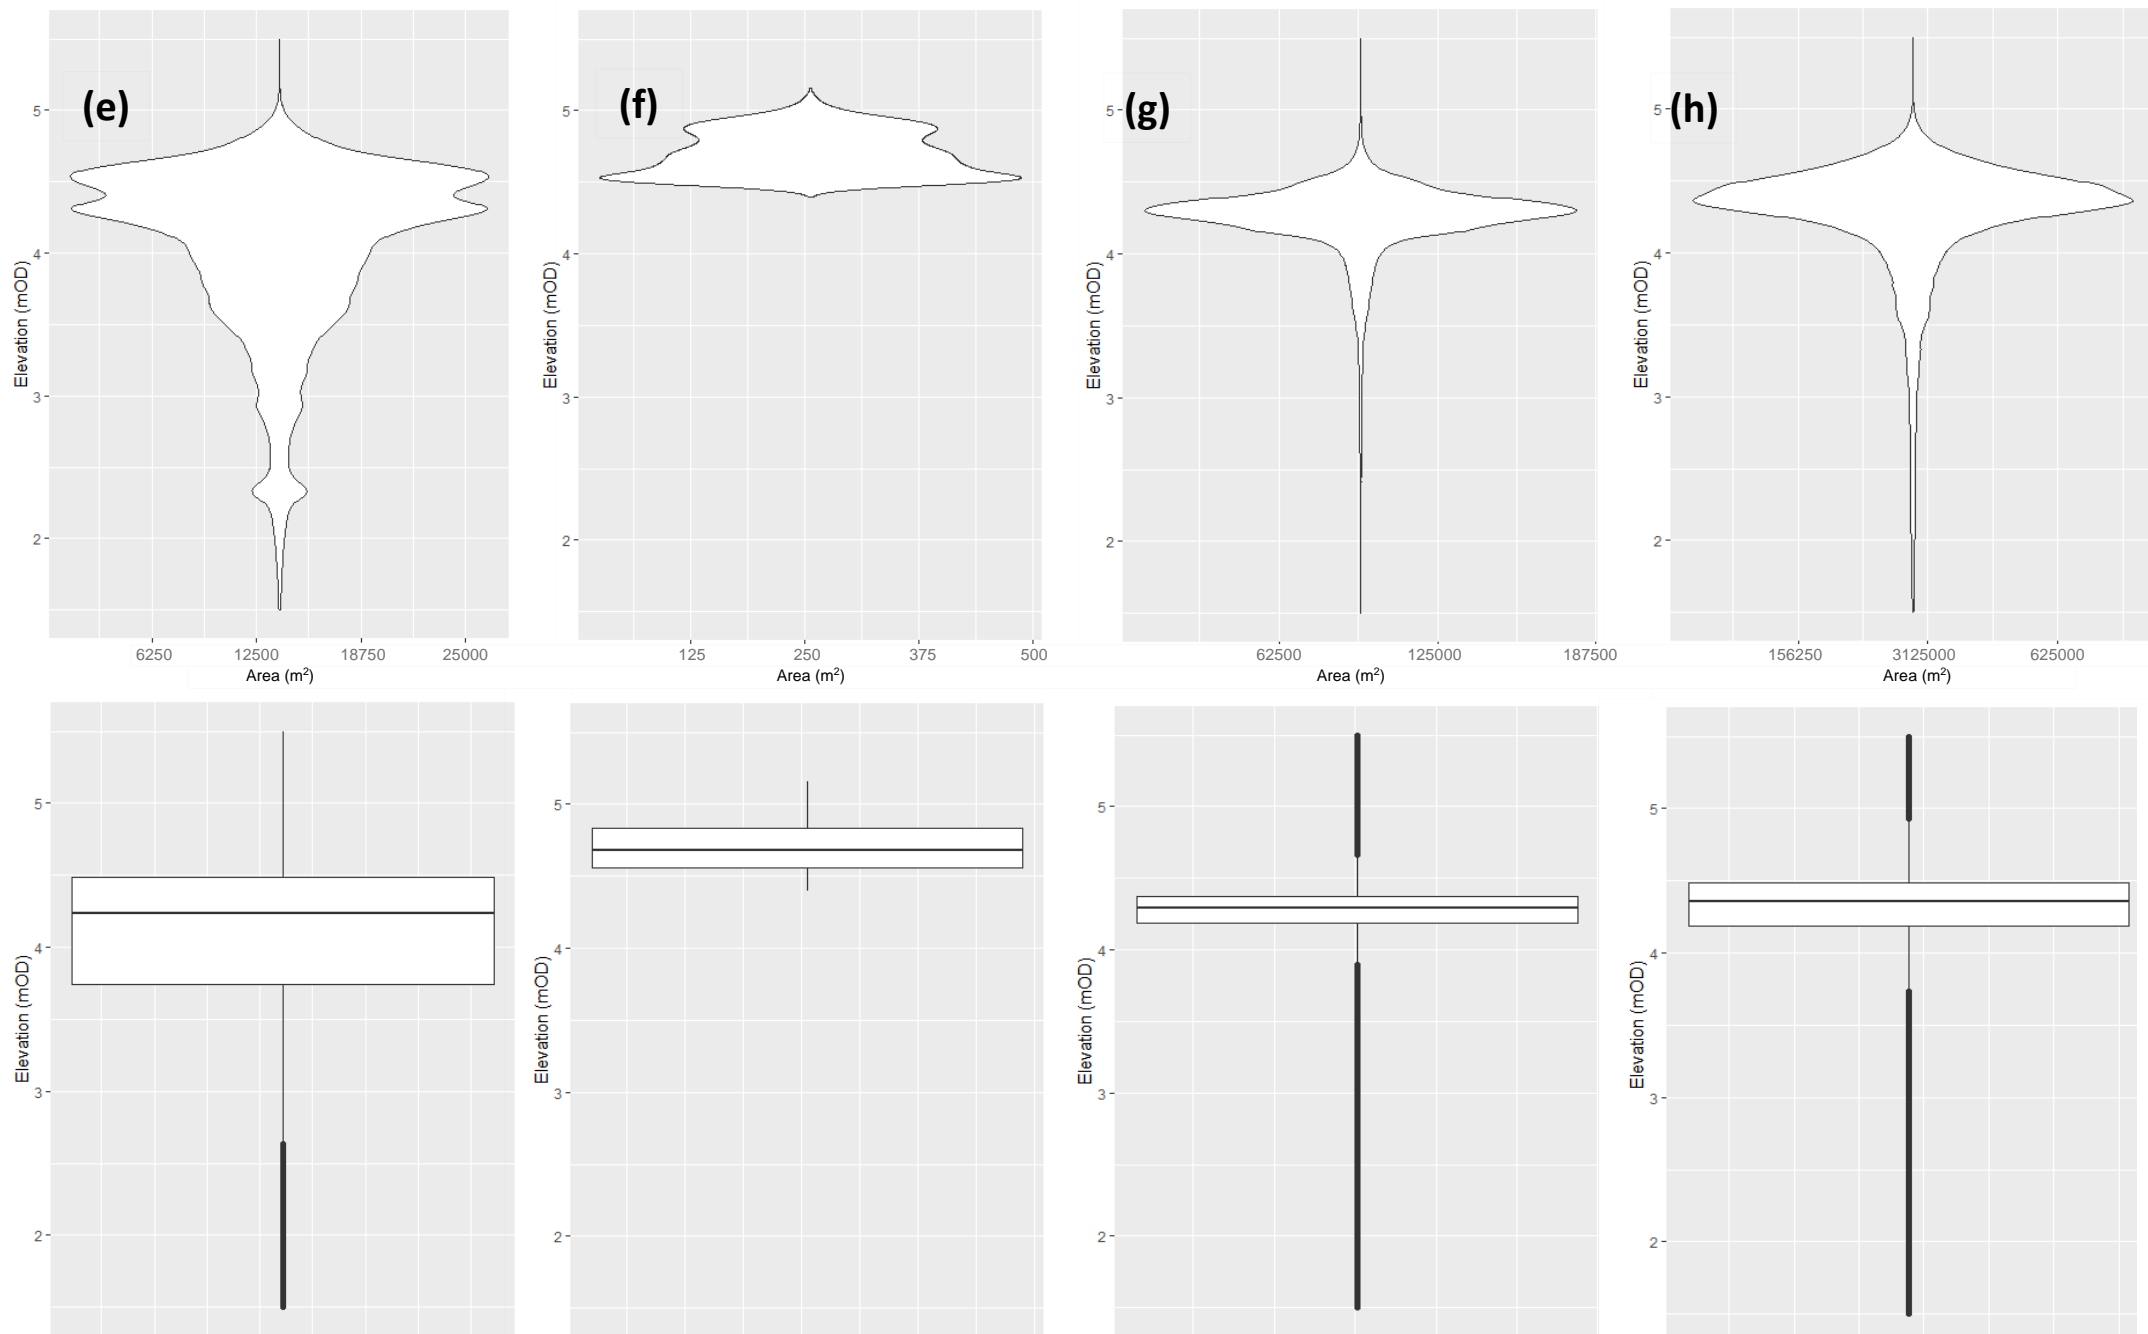 (e)
5
4
3
2
Elevation (mOD)
6250 12500 18750 25000
Area (m²)
(f)
5
4
3
2
Elevation (mOD)
125 250 375 500
Area (m²)
(g)
5
4
3
2
Elevation (mOD)
62500 125000 187500
Area (m²)
(h)
5
4
3
2
Elevation (mOD)
156250 3125000 625000
Area (m²)
5
4
3
2
Elevation (mOD)
5
4
3
2
Elevation (mOD)
5
4
3
2
Elevation (mOD)
5
4
3
2
Elevation (mOD)